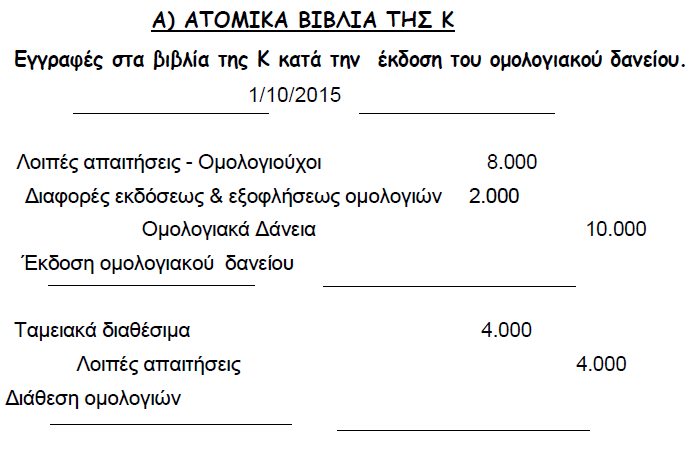 Α) ΑΤΟΜΙΚΑ ΒΙΒΛΙΑ ΤΗΣ Κ
Εγγραφές στα βιβλία της Κ κατά την έκδοση του ομολογιακού δανείου.
1/10/2015
Λοιπές απαιτήσεις - Ομολογιούχοι 8.000
Διαφορές εκδόσεως & εξοφλήσεως ομολογιών 2.000
Ομολογιακά Δάνεια 10.000
Έκδοση ομολογιακού δανείου
Ταμειακά διαθέσιμα 4.000
Λοιπές απαιτήσεις 4.000
Διάθεση ομολογιών